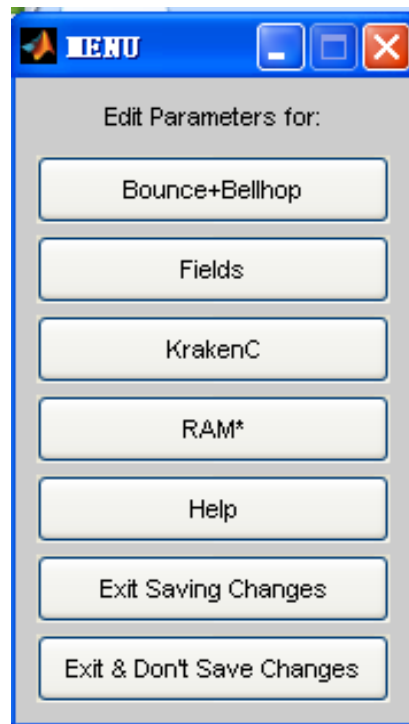 MENU
Edit Parameters for:
Bounce+Bellhop
Fields
KrakenC
RAM*
Help
Exit Saving Changes
Exit & Don't Save Changes